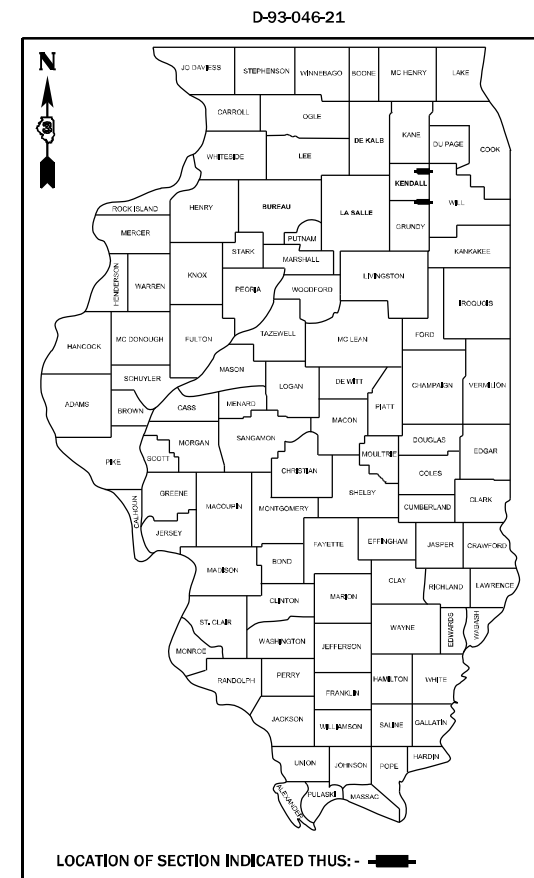 D-93-046-21
N
JO DAVIESS STEPHENSON WINNEBAGO BOONE MC HENRY LAKE
CARROLL OGLE
DE KALB KANE DU PAGE COOK
WHITESIDE LEE
KENDALL WILL
ROCK ISLAND HENRY BUREAU LA SALLE
MERCER PUTNAM GRUNDY
STARK MARSHALL KANKAKEE
HENDERSON WARREN KNOX PEORIA WOODFORD LIVINGSTON IROQUOIS
HANCOCK MC DONOUGH FULTON TAZEWELL MC LEAN FORD
MASON
SCHUYLER LOGAN DE WITT CHAMPAIGN VERMILION
ADAMS BROWN CASS MENARD PIATT
MACON
MORGAN SANGAMON DOUGLAS
PIKE SCOTT CHRISTIAN MOULTRIE EDGAR
COLES
GREENE SHELBY
CALHOUN MACOUPIN MONTGOMERY CUMBERLAND CLARK
JERSEY FAYETTE EFFINGHAM JASPER CRAWFORD
BOND
MADISON CLAY RICHLAND LAWRENCE
CLINTON MARION
ST. CLAIR WAYNE EDWARDS WABASH
WASHINGTON JEFFERSON
MONROE
RANDOLPH PERRY HAMILTON WHITE
FRANKLIN
JACKSON WILLIAMSON SALINE GALLATIN
UNION JOHNSON POPE HARDIN
ALEXANDER PULASKI MASSAC
LOCATION OF SECTION INDICATED THUS: -